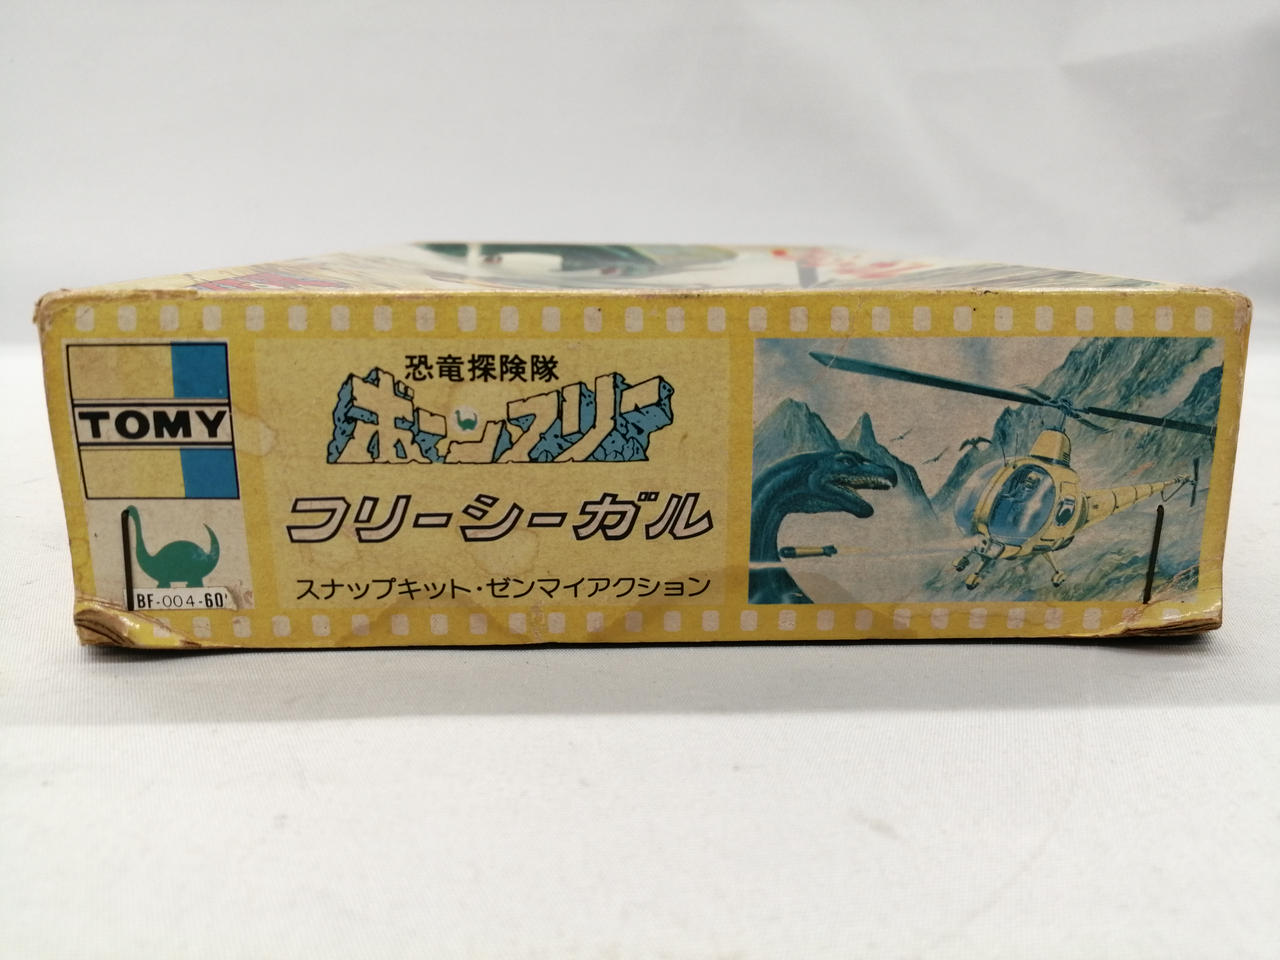 TOMY
BF-004-60'
恐竜探険隊
ボーンフリー
フリーシーガル
スナップキット・ゼンマイアクション